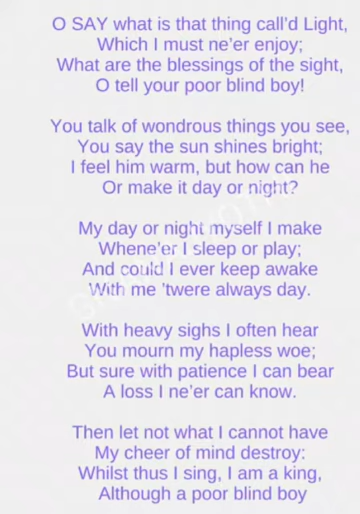 O SAY what is that thing call'd Light,
Which I must ne'er enjoy;
What are the blessings of the sight,
O tell your poor blind boy!
You talk of wondrous things you see,
You say the sun shines bright;
I feel him warm, but how can he
Or make it day or night?
My day or night myself I make
Whene'er I sleep or play;
And could I ever keep awake
With me 'twere always day.
With heavy sighs I often hear
You mourn my hapless woe;
But sure with patience I can bear
A loss I ne'er can know.
Then let not what I cannot have
My cheer of mind destroy:
Whilst thus I sing, I am a king,
Although a poor blind boy